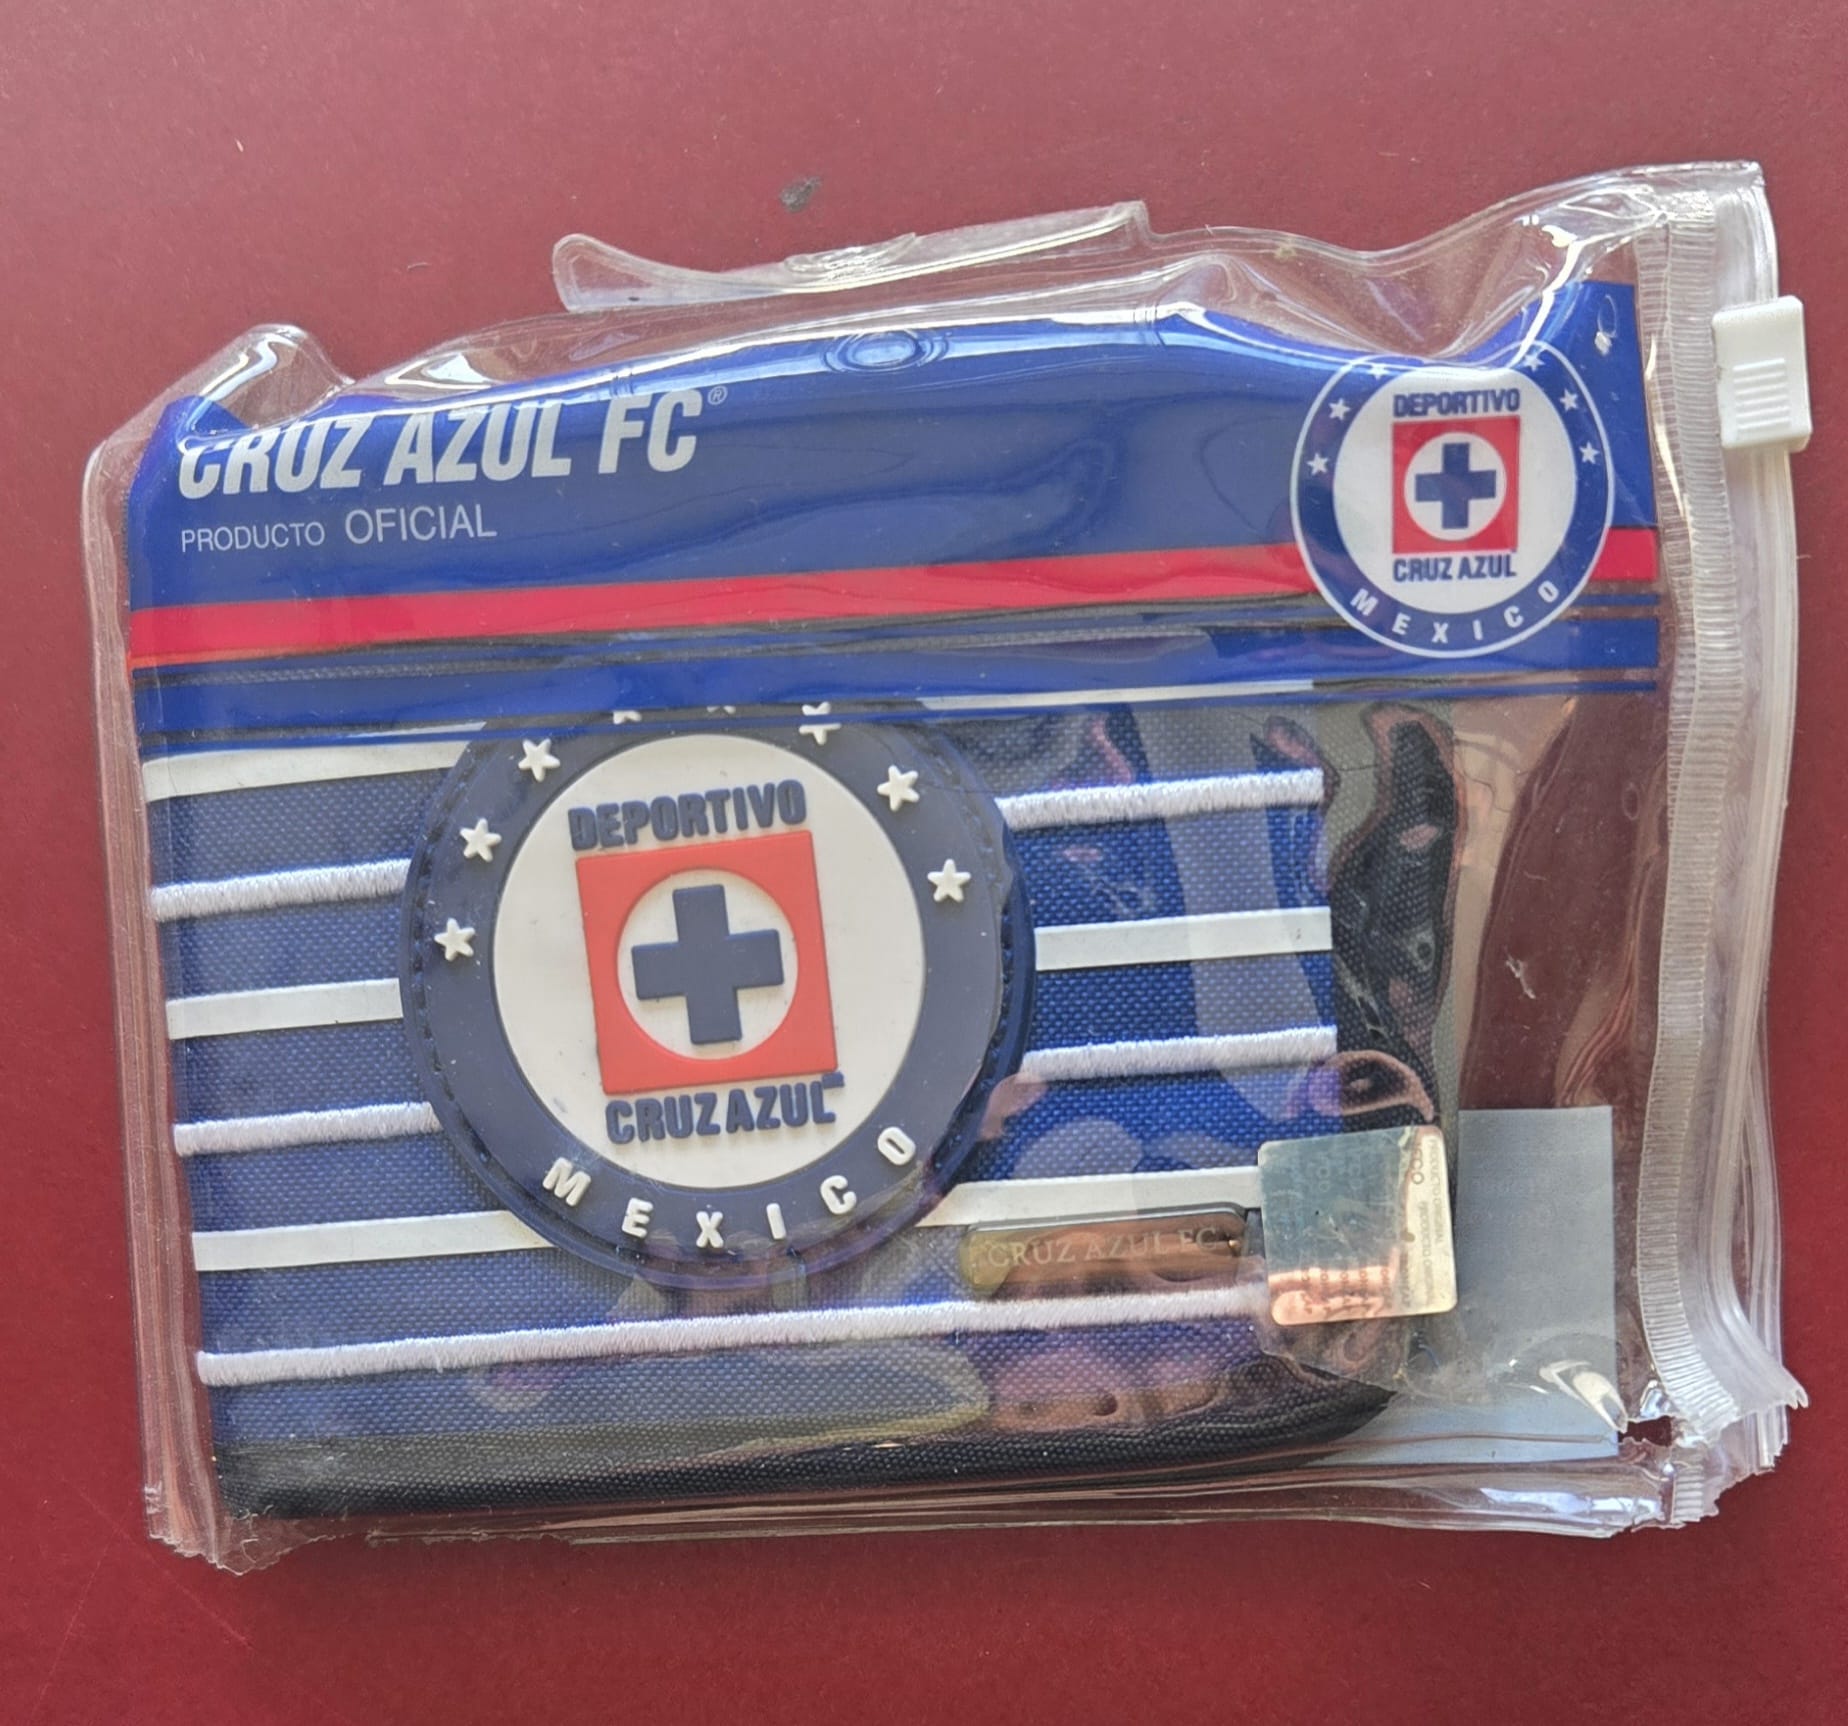 CRUZ AZUL FC®
PRODUCTO OFICIAL
DEPORTIVO
CRUZ AZUL
MEXICO
DEPORTIVO
CRUZ AZUL
MEXICO
CRUZ AZUL FC